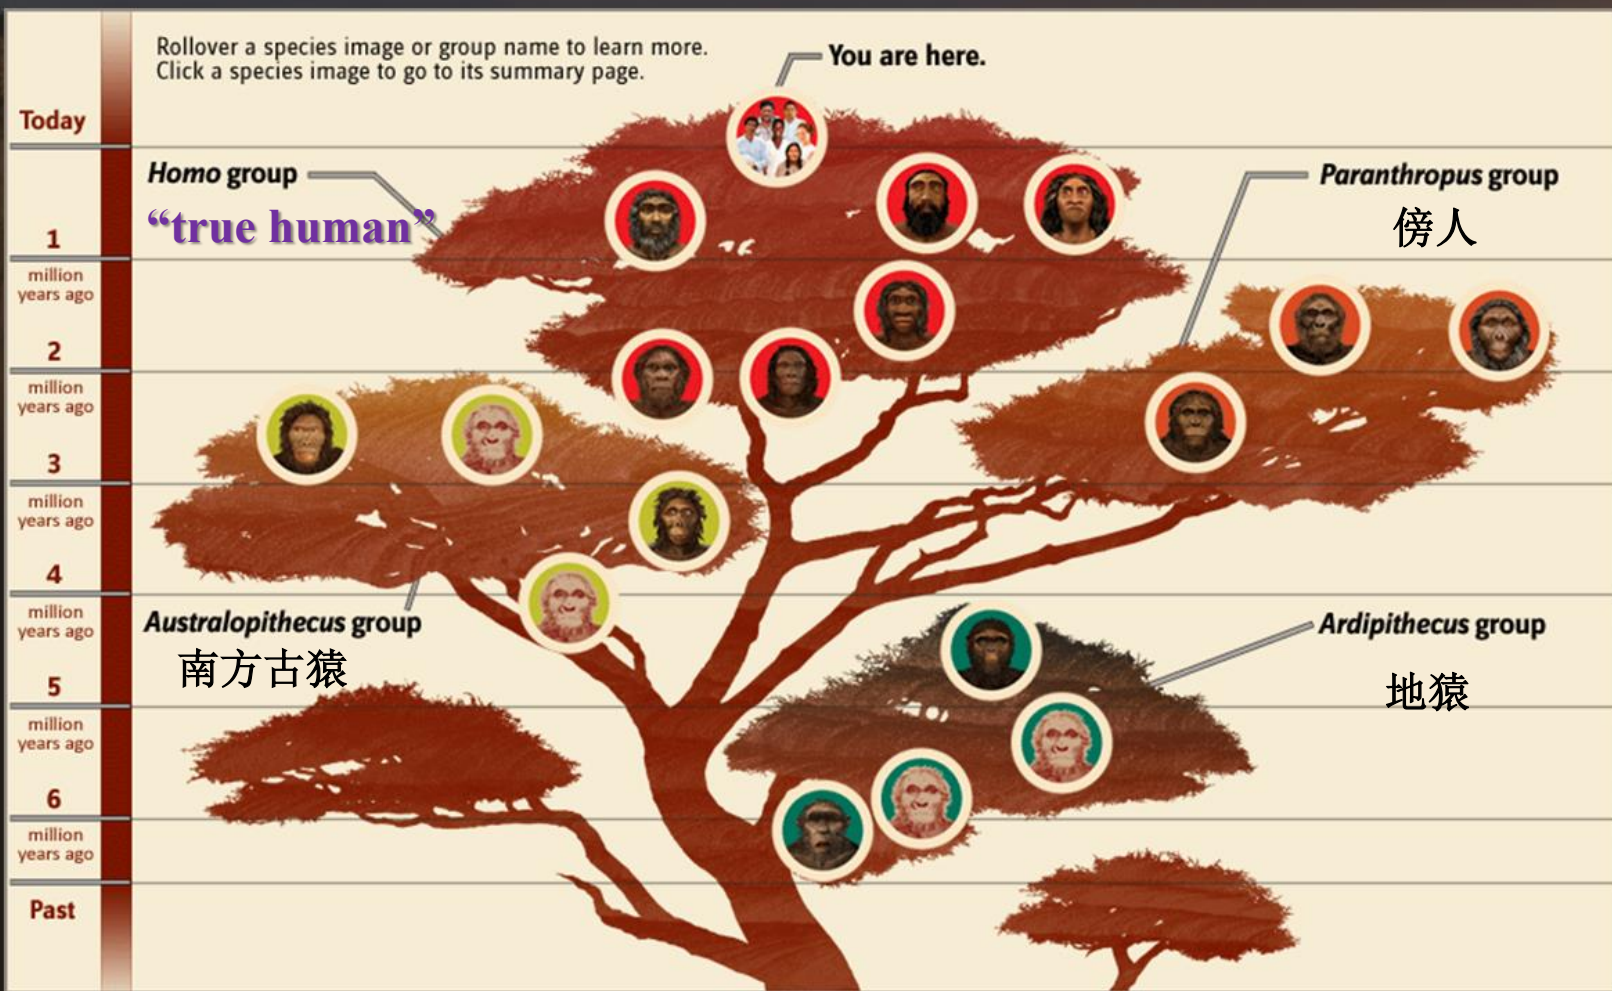 Rollover a species image or group name to learn more.
Click a species image to go to its summary page.
You are here.
Today
Homo group
“true human”
Paranthropus group
傍人
1
million
years ago
2
million
years ago
3
million
years ago
4
million
years ago
Australopithecus group
南方古猿
Ardipithecus group
地猿
5
million
years ago
6
million
years ago
Past